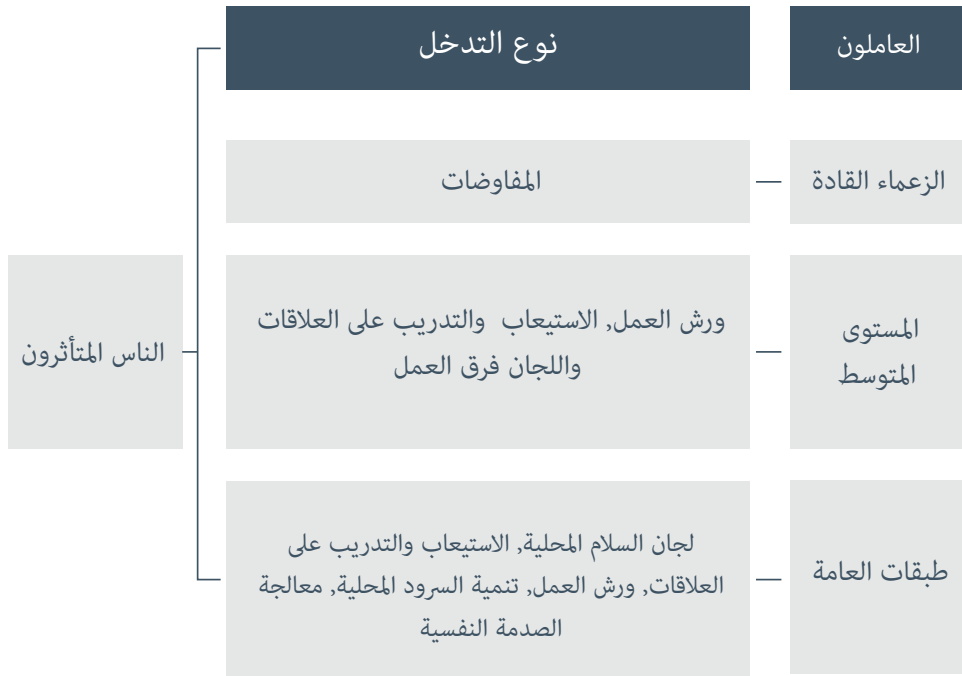 العاملون
نوع التدخل
الزعماء القادة
المفاوضات
المستوى
المتوسط
ورش العمل, الاستيعاب والتدريب على العلاقات
واللجان فرق العمل
طبقات العامة
لجان السلام المحلية, الاستيعاب والتدريب على
العلاقات, ورش العمل, تنمية السرود المحلية, معالجة
الصدمة النفسية
الناس المتأثرون